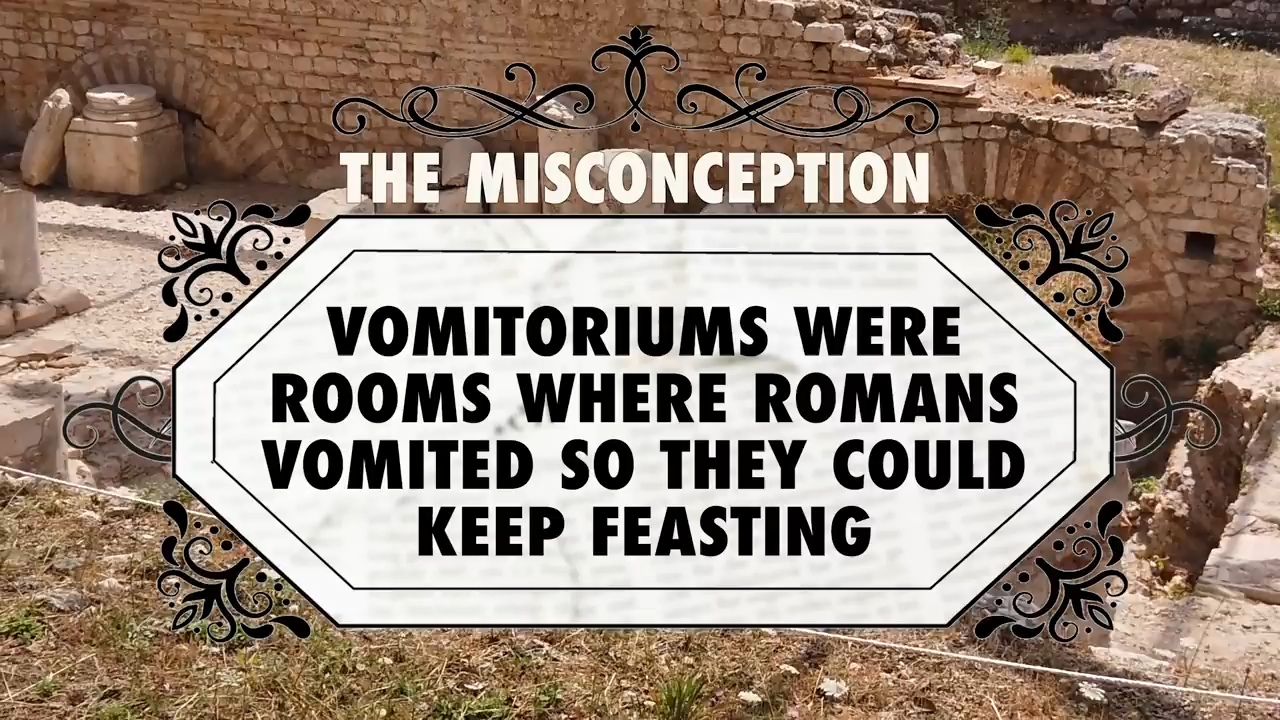 THE MISCONCEPTION
VOMITORIUMS WERE
ROOMS WHERE ROMANS
VOMITED SO THEY COULD
KEEP FEASTING